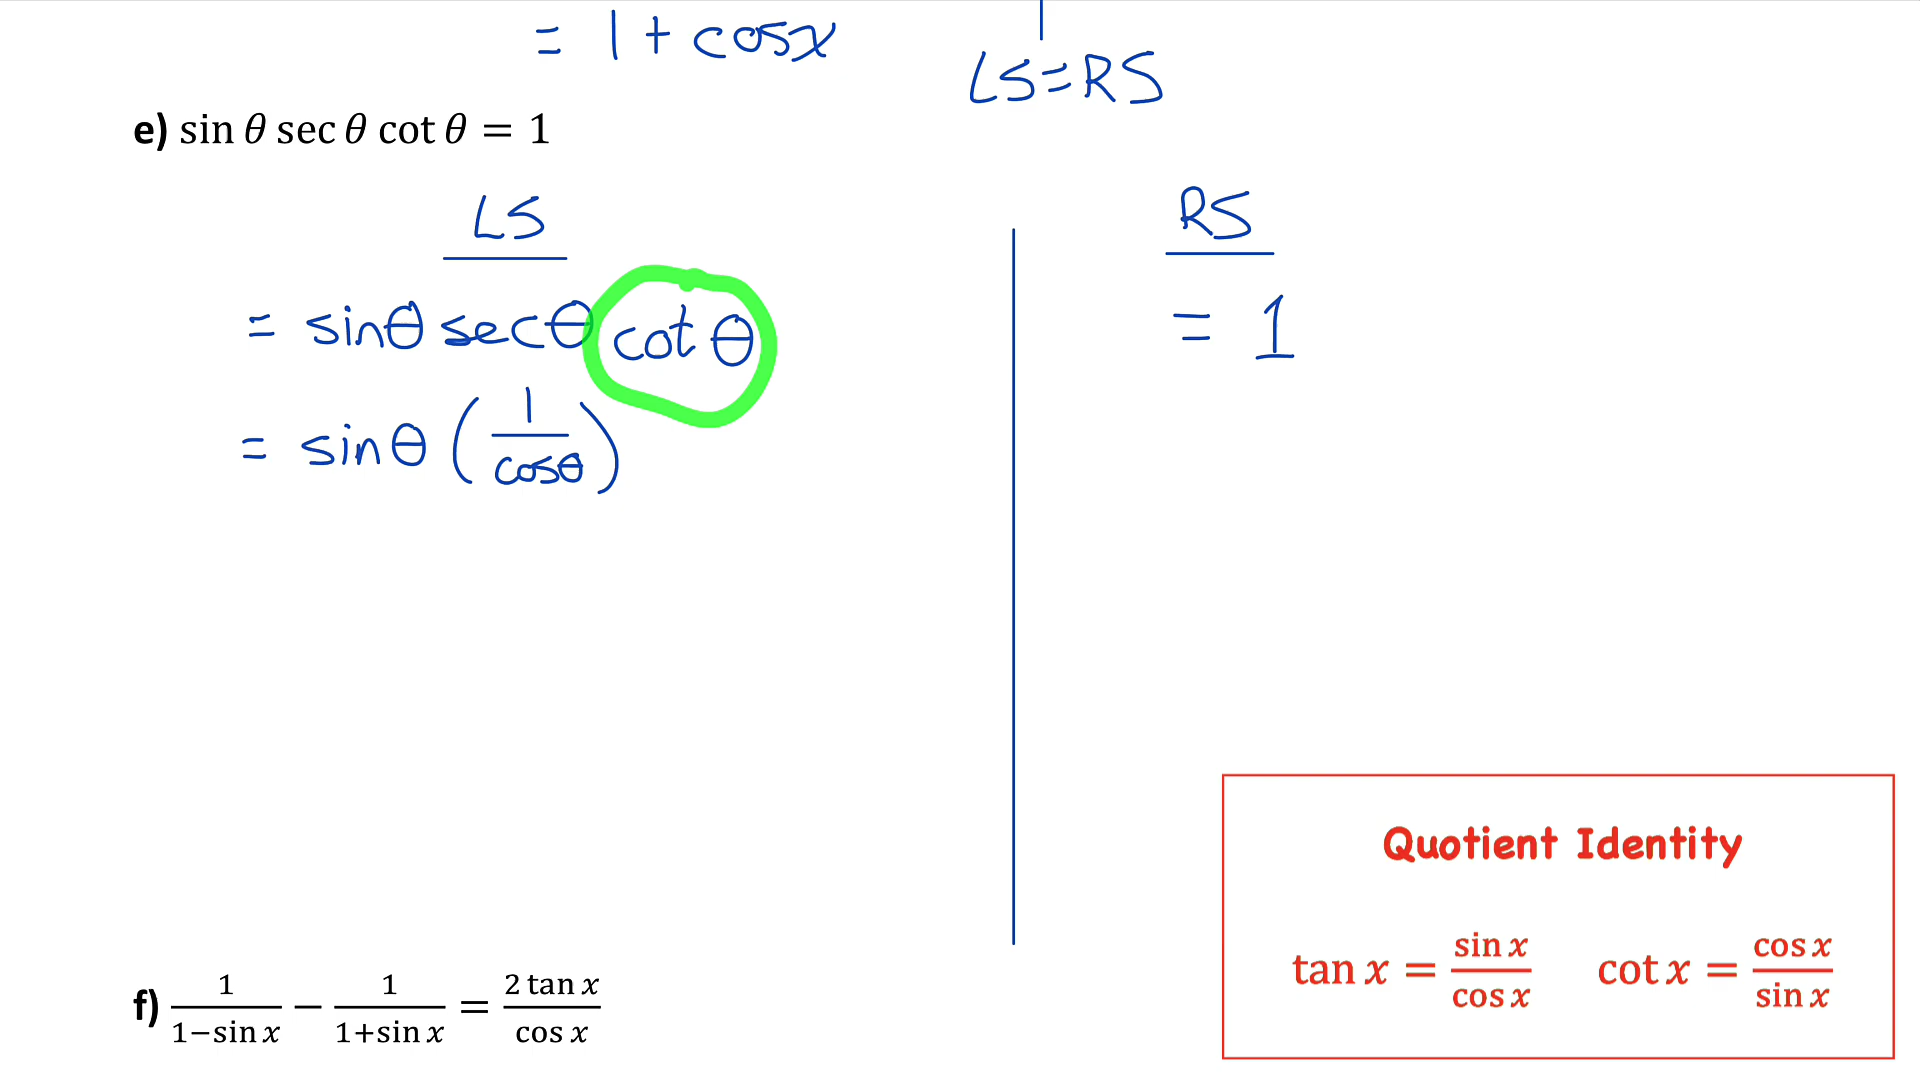 = 1 + cosx
LS=RS
e) sin θ sec θ cot θ = 1
LS
RS
= sinθ secθ cot θ
= 1
= sinθ (1/cosθ)
Quotient Identity
tan x = sin x/cos x
cot x = cos x/sin x
f) 1/(1−sin x) − 1/(1+sin x) = 2 tan x/cos x